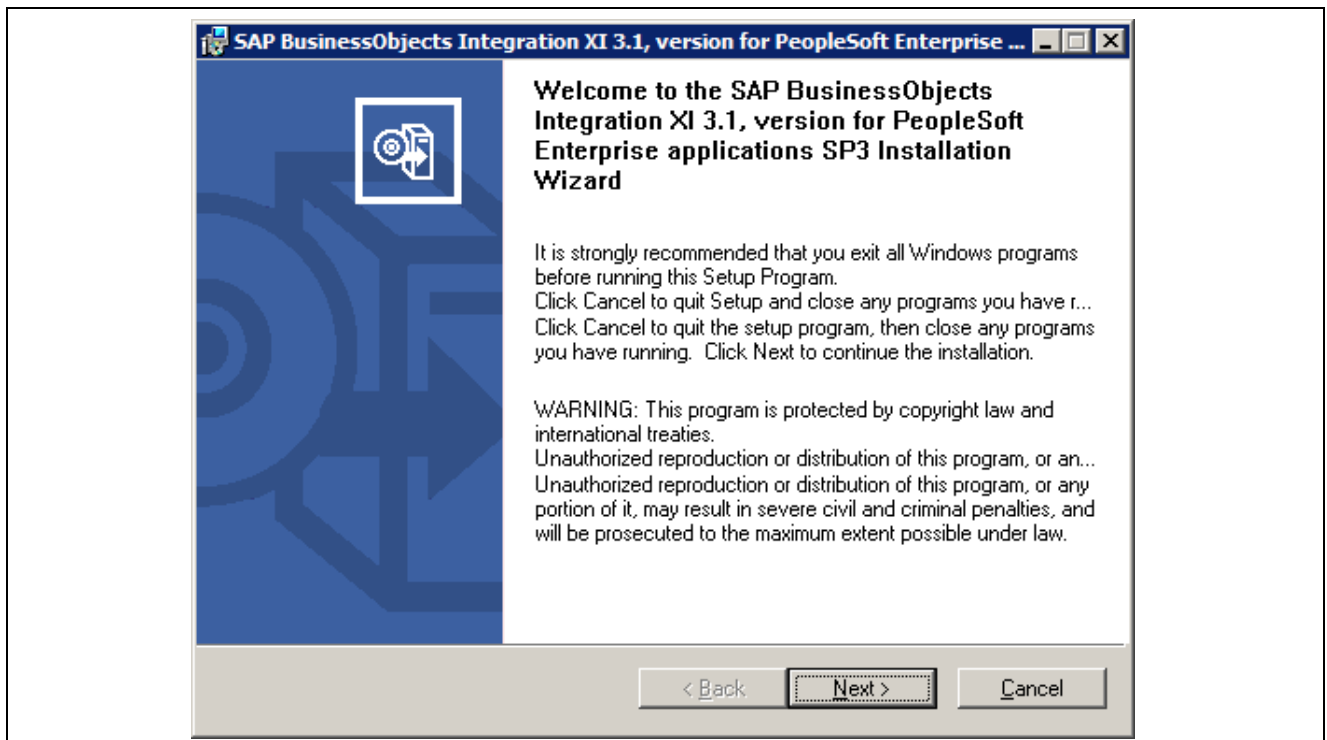 SAP BusinessObjects Integration XI 3.1, version for PeopleSoft Enterprise ...
Welcome to the SAP BusinessObjects
Integration XI 3.1, version for PeopleSoft
Enterprise applications SP3 Installation
Wizard
It is strongly recommended that you exit all Windows programs
before running this Setup Program.
Click Cancel to quit Setup and close any programs you have r...
Click Cancel to quit the setup program, then close any programs
you have running.  Click Next to continue the installation.
WARNING: This program is protected by copyright law and
international treaties.
Unauthorized reproduction or distribution of this program, or an...
Unauthorized reproduction or distribution of this program, or any
portion of it, may result in severe civil and criminal penalties, and
will be prosecuted to the maximum extent possible under law.
< Back Next > Cancel